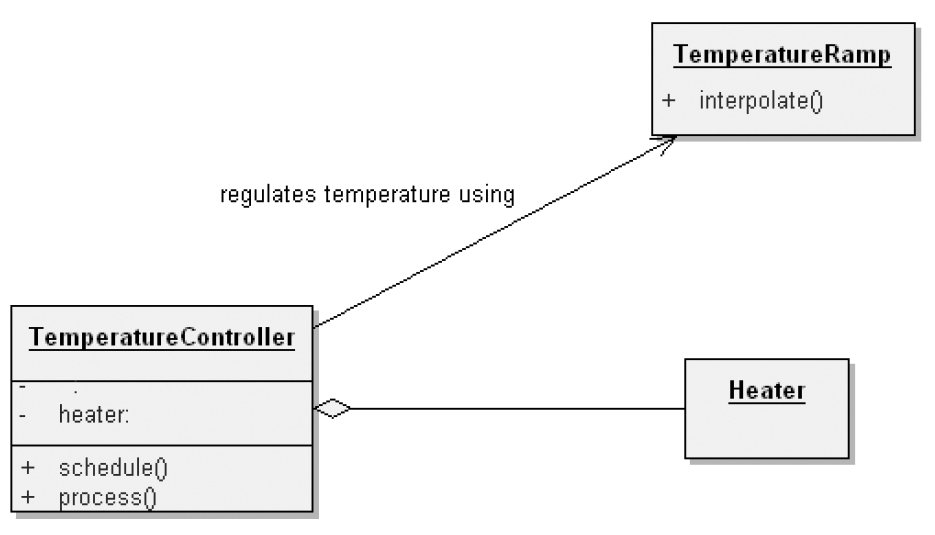 TemperatureRamp
+ interpolate()
regulates temperature using
TemperatureController
-
- heater:
+ schedule()
+ process()
Heater